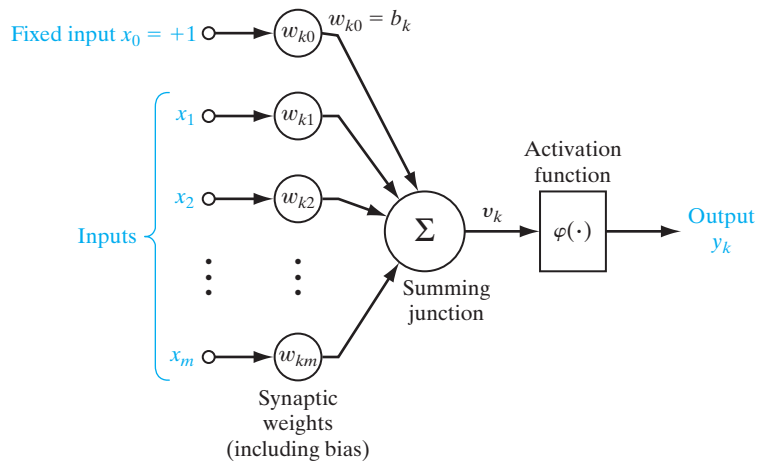 Fixed input x₀ = +1
wₖ₀
wₖ₀ = bₖ
x₁
wₖ₁
x₂
wₖ₂
Inputs
Σ
vₖ
Activation
function
φ(·)
Output
yₖ
Summing
junction
xₘ
wₖₘ
Synaptic
weights
(including bias)